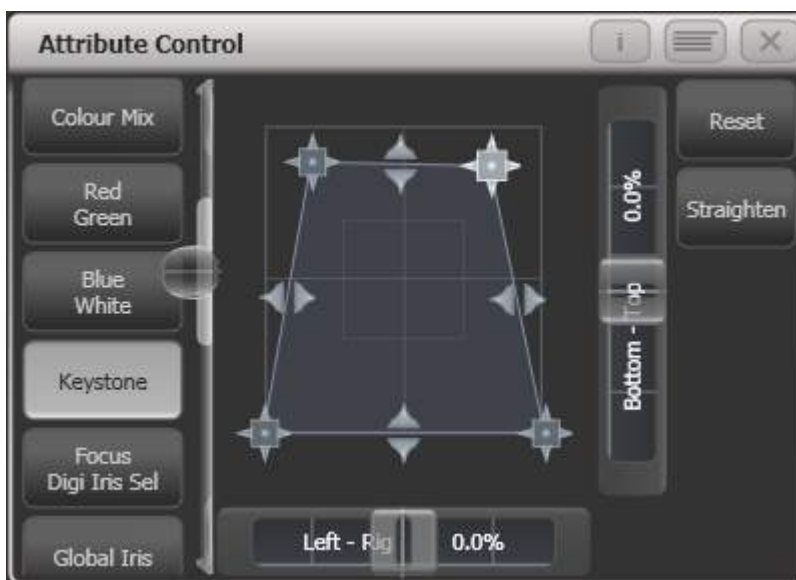 Attribute Control
i
Colour Mix
Red
Green
Blue
White
Keystone
Focus
Digi Iris Sel
Global Iris
Reset
Straighten
Bottom - Top 0.0%
Left - Rig 0.0%